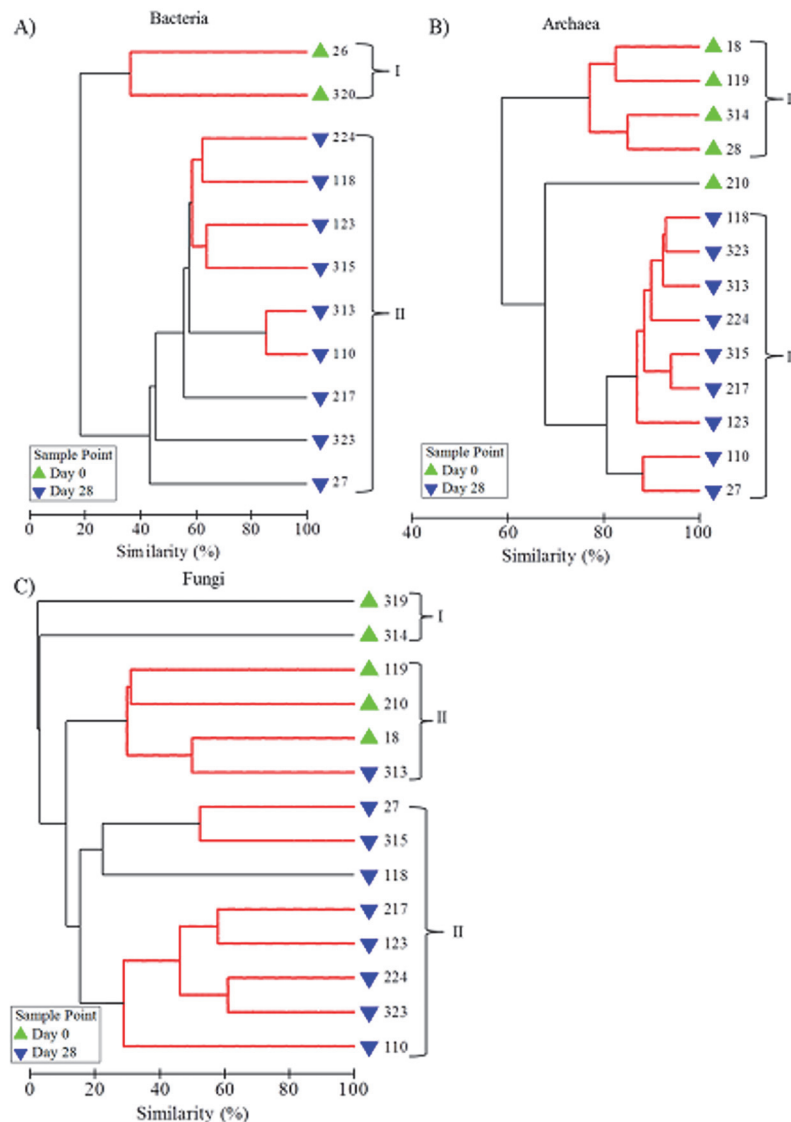 A)
Bacteria
26
320
I
224
118
123
315
313
110
217
323
27
II
Sample Point
Day 0
Day 28
0 20 40 60 80 100
Similarity (%)
B)
Archaea
18
119
314
28
I
210
118
323
313
224
315
217
123
110
27
I
Sample Point
Day 0
Day 28
40 60 80 100
Similarity (%)
C)
Fungi
319
314
I
119
210
18
313
II
27
315
118
217
123
224
323
110
II
Sample Point
Day 0
Day 28
0 20 40 60 80 100
Similarity (%)